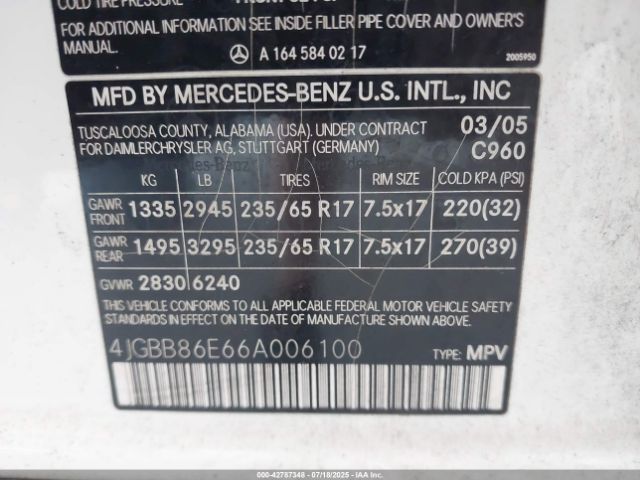 COLD TIRE PRESSURE
FOR ADDITIONAL INFORMATION SEE INSIDE FILLER PIPE COVER AND OWNER'S
MANUAL.
A 164 584 02 17
2005950
MFD BY MERCEDES-BENZ U.S. INTL., INC
TUSCALOOSA COUNTY, ALABAMA (USA). UNDER CONTRACT 03/05
FOR DAIMLERCHRYSLER AG, STUTTGART (GERMANY) C960
KG LB TIRES RIM SIZE COLD KPA (PSI)
GAWR FRONT 1335 2945 235/65 R17 7.5x17 220(32)
GAWR REAR 1495 3295 235/65 R17 7.5x17 270(39)
GVWR 2830 6240
THIS VEHICLE CONFORMS TO ALL APPLICABLE FEDERAL MOTOR VEHICLE SAFETY
STANDARDS IN EFFECT ON THE DATE OF MANUFACTURE SHOWN ABOVE.
4JGBB86E66A006100 TYPE: MPV
000-42787348 - 07/18/2025 - IAAI.COM